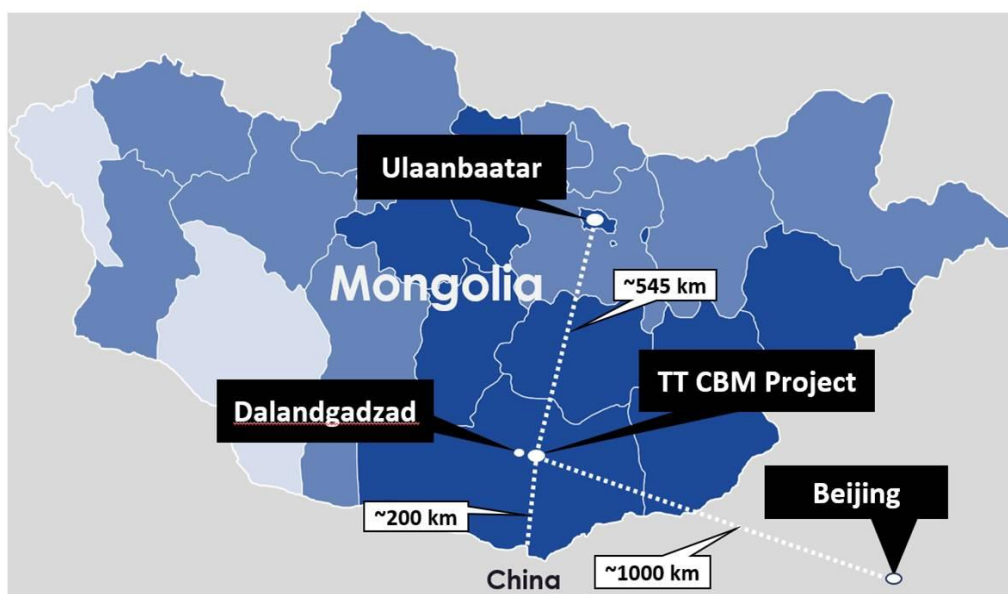 Ulaanbaatar
Mongolia
~545 km
TT CBM Project
Dalandgadzad
Beijing
~200 km
~1000 km
China